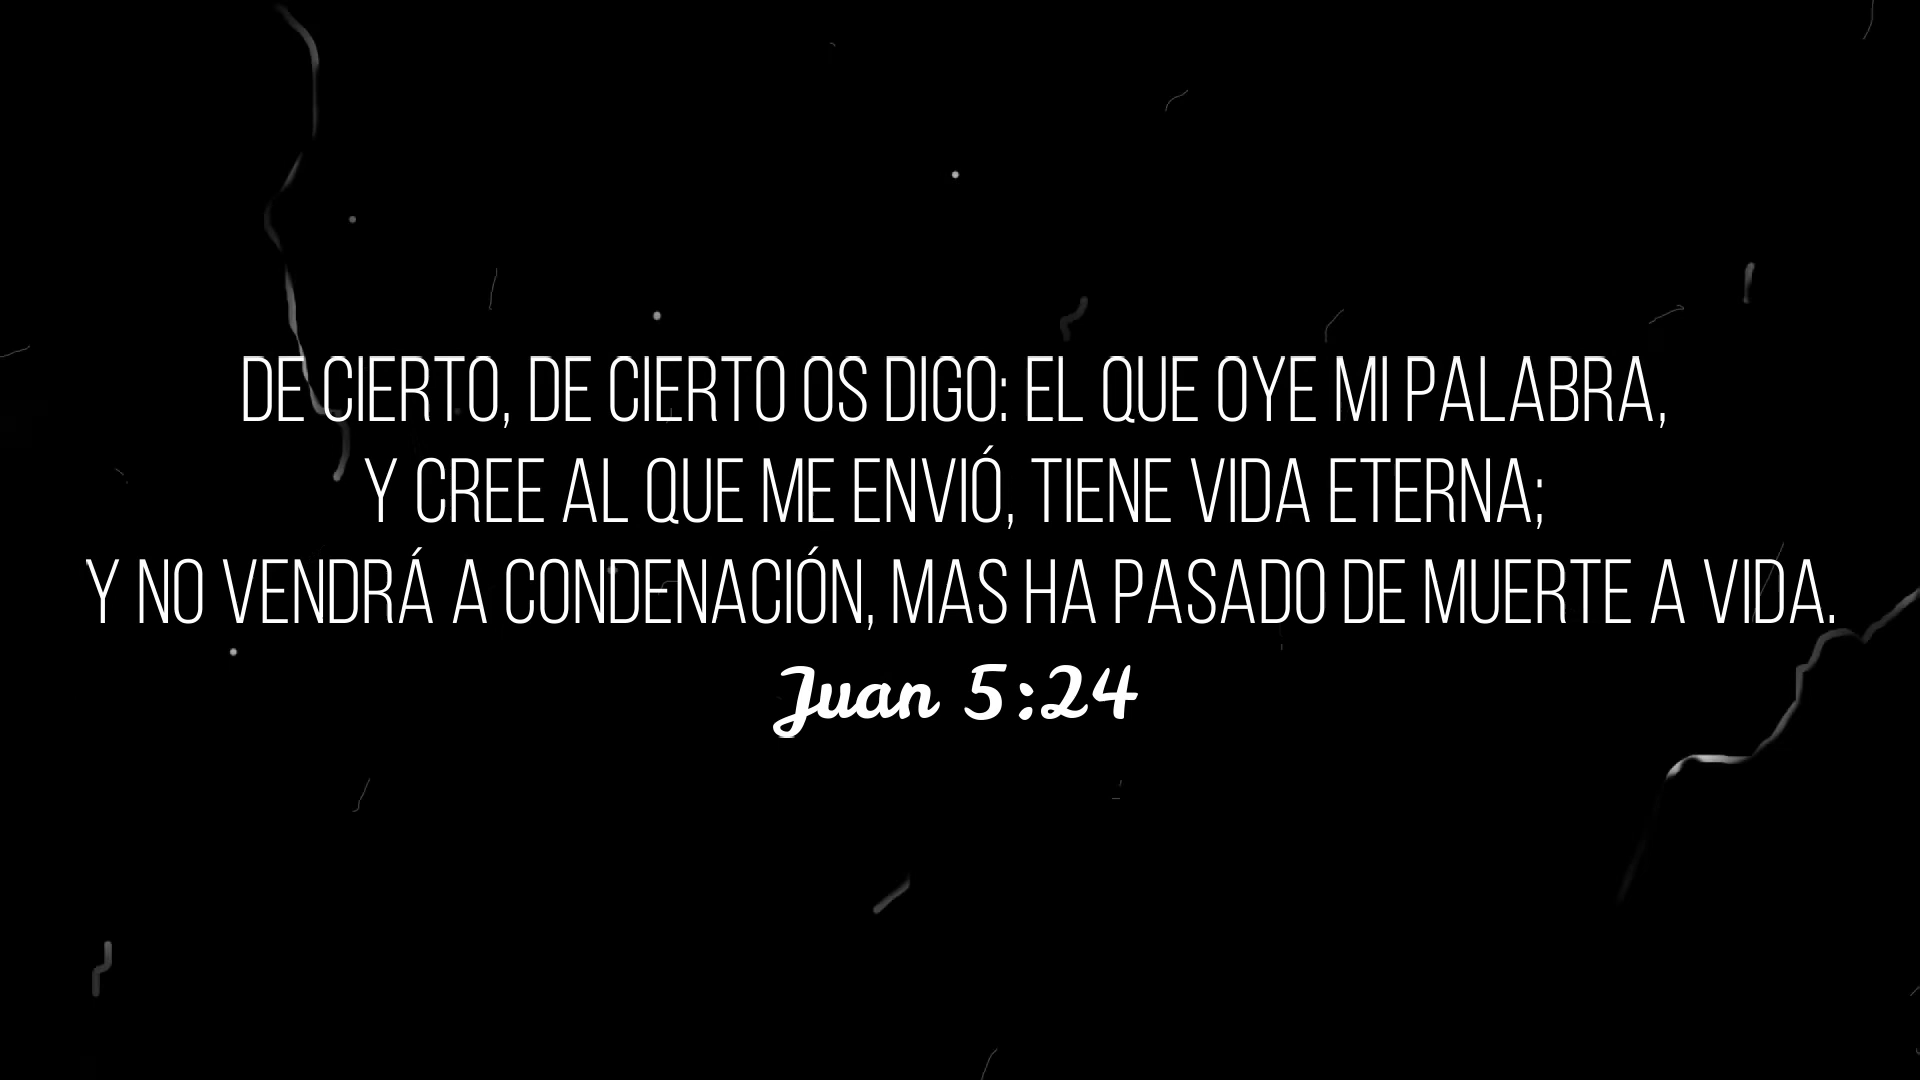 DE CIERTO, DE CIERTO OS DIGO: EL QUE OYE MI PALABRA,
Y CREE AL QUE ME ENVIÓ, TIENE VIDA ETERNA;
Y NO VENDRÁ A CONDENACIÓN, MAS HA PASADO DE MUERTE A VIDA.
Juan 5:24